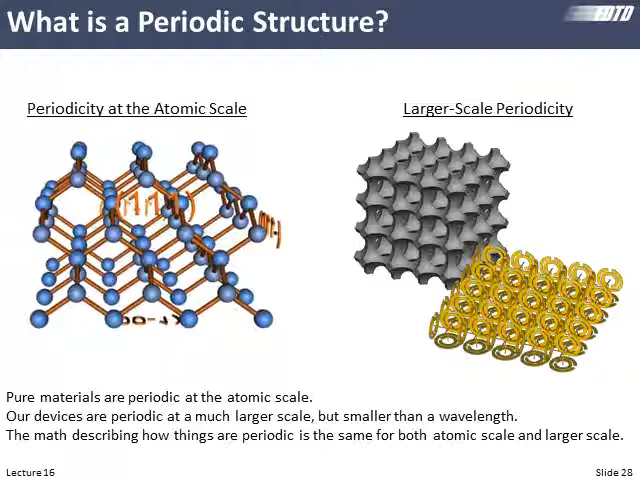 What is a Periodic Structure?
FDTD
Periodicity at the Atomic Scale
Larger-Scale Periodicity
(111)
Pure materials are periodic at the atomic scale.
Our devices are periodic at a much larger scale, but smaller than a wavelength.
The math describing how things are periodic is the same for both atomic scale and larger scale.
Lecture 16
Slide 28